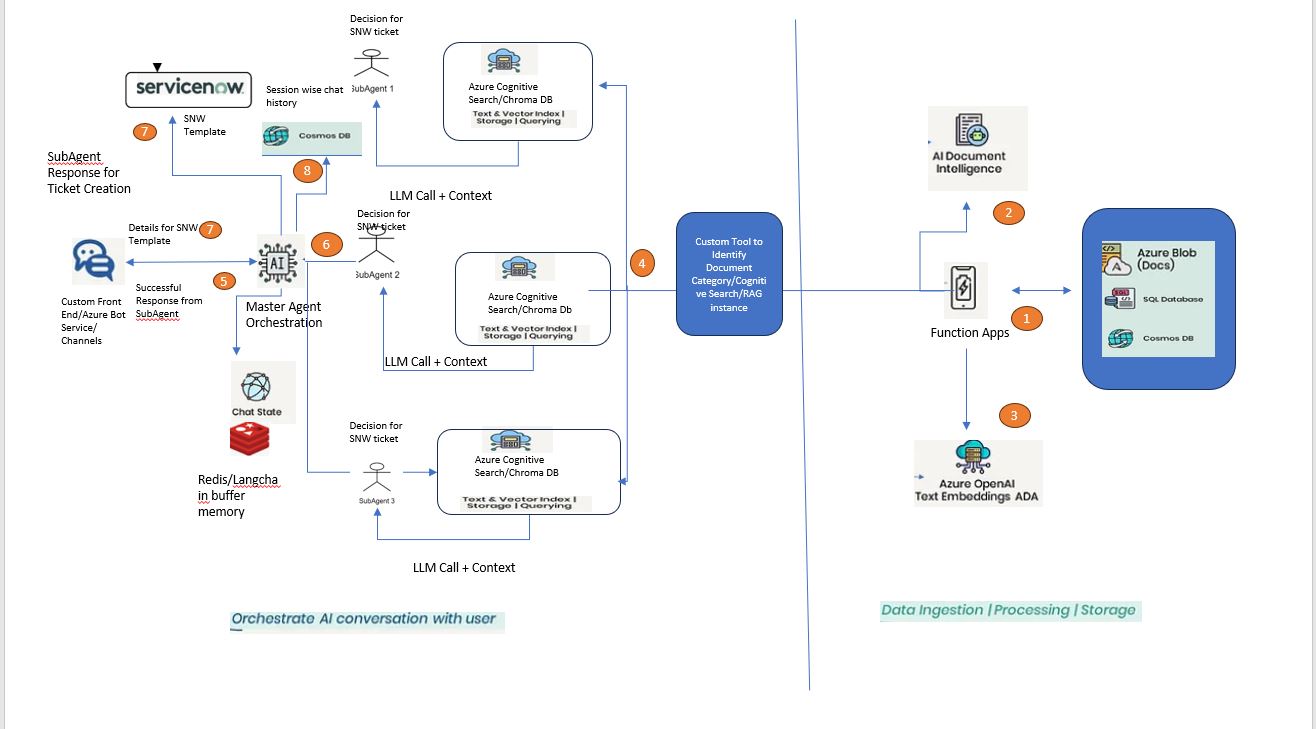 Decision for
SNW ticket
servicenow.
SNW
Template
7
Session wise chat
history
Cosmos DB
8
SubAgent 1
Azure Cognitive
Search/Chroma DB
Text & Vector Index |
Storage | Querying
LLM Call + Context
SubAgent
Response for
Ticket Creation
Details for SNW
Template
7
5
6
AI
Master Agent
Orchestration
Successful
Response from
SubAgent
Custom Front
End/Azure Bot
Service/
Channels
Chat State
Redis/Langcha
in buffer
memory
Decision for
SNW ticket
SubAgent 2
Azure Cognitive
Search/Chroma Db
Text & Vector Index |
Storage | Querying
LLM Call + Context
Decision for
SNW ticket
SubAgent 3
Azure Cognitive
Search/Chroma DB
Text & Vector Index |
Storage | Querying
LLM Call + Context
4
Custom Tool to
Identify
Document
Category/Cogniti
ve Search/RAG
instance
AI Document
Intelligence
2
Function Apps
1
Azure Blob
(Docs)
SQL
SQL Database
Cosmos DB
3
Azure OpenAI
Text Embeddings ADA
Orchestrate AI conversation with user
Data Ingestion | Processing | Storage